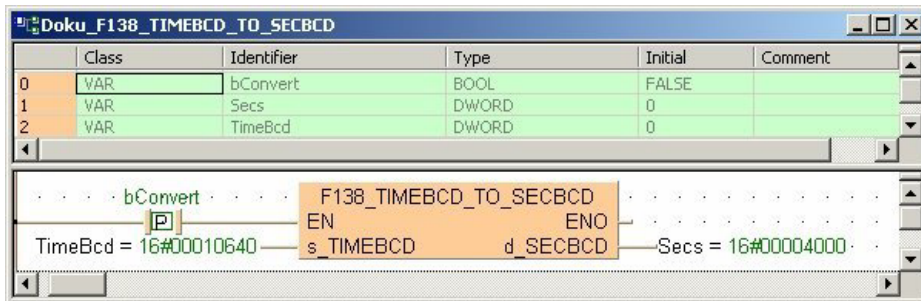 Doku_F138_TIMEBCD_TO_SECBCD
Class Identifier Type Initial Comment
0 VAR bConvert BOOL FALSE
1 VAR Secs DWORD 0
2 VAR TimeBcd DWORD 0
bConvert F138_TIMEBCD_TO_SECBCD
P EN ENO
TimeBcd = 16#00010640 s_TIMEBCD d_SECBCD Secs = 16#00004000